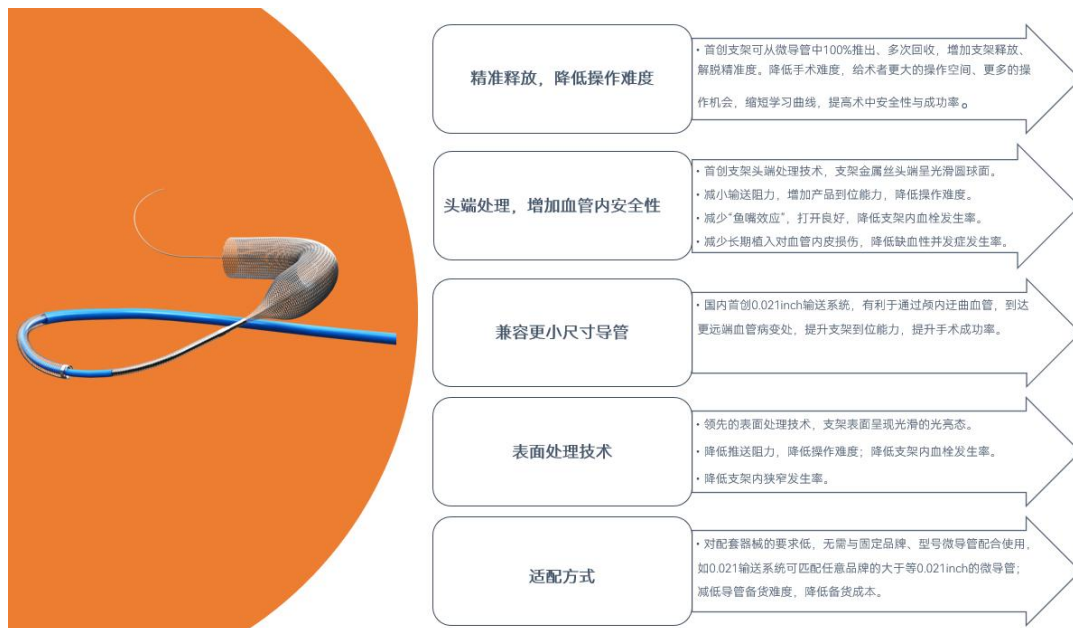 精准释放，降低操作难度
・首创支架可从微导管中100%推出、多次回收，增加支架释放、
解脱精准度。降低手术难度，给术者更大的操作空间、更多的操
作机会，缩短学习曲线，提高术中安全性与成功率。
头端处理，增加血管内安全性
・首创支架头端处理技术，支架金属丝头端呈光滑圆球面。
・减小输送阻力，增加产品到位能力，降低操作难度。
・减少“鱼嘴效应”，打开良好，降低支架内血栓发生率。
・减少长期植入对血管内皮损伤，降低缺血性并发症发生率。
兼容更小尺寸导管
・国内首创0.021inch输送系统，有利于通过颅内迂曲血管，到达
更远端血管病变处，提升支架到位能力，提升手术成功率。
表面处理技术
・领先的表面处理技术，支架表面呈现光滑的光亮态。
・降低推送阻力，降低操作难度；降低支架内血栓发生率。
・降低支架内狭窄发生率。
适配方式
・对配套器械的要求低，无需与固定品牌、型号微导管配合使用，
如0.021输送系统可匹配任意品牌的大于等0.021inch的微导管；
减低导管备货难度，降低备货成本。